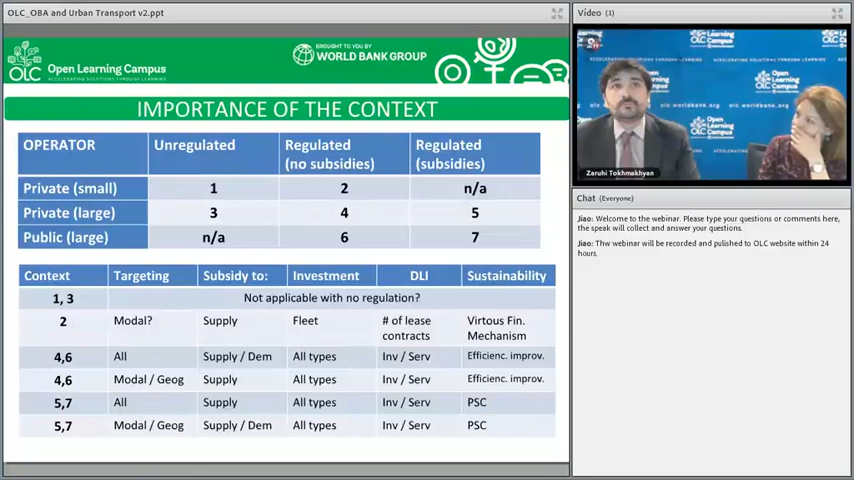 OLC_OBA and Urban Transport v2.ppt
OLC Open Learning Campus
ACCELERATING SOLUTIONS THROUGH LEARNING
BROUGHT TO YOU BY
WORLD BANK GROUP
IMPORTANCE OF THE CONTEXT
OPERATOR Unregulated Regulated (no subsidies) Regulated (subsidies)
Private (small) 1 2 n/a
Private (large) 3 4 5
Public (large) n/a 6 7
Context Targeting Subsidy to: Investment DLI Sustainability
1, 3 Not applicable with no regulation?
2 Modal? Supply Fleet # of lease contracts Virtous Fin. Mechanism
4,6 All Supply / Dem All types Inv / Serv Efficienc. improv.
4,6 Modal / Geog Supply All types Inv / Serv Efficienc. improv.
5,7 All Supply All types Inv / Serv PSC
5,7 Modal / Geog Supply / Dem All types Inv / Serv PSC
Video (1)
Open Learning Campus
olc.worldbank.org
Zaruhi Tokhmakhyan
Chat (Everyone)
Jiao: Welcome to the webinar. Please type your questions or comments here,
the speak will collect and answer your questions.
Jiao: Thw webinar will be recorded and pulished to OLC website within 24
hours.